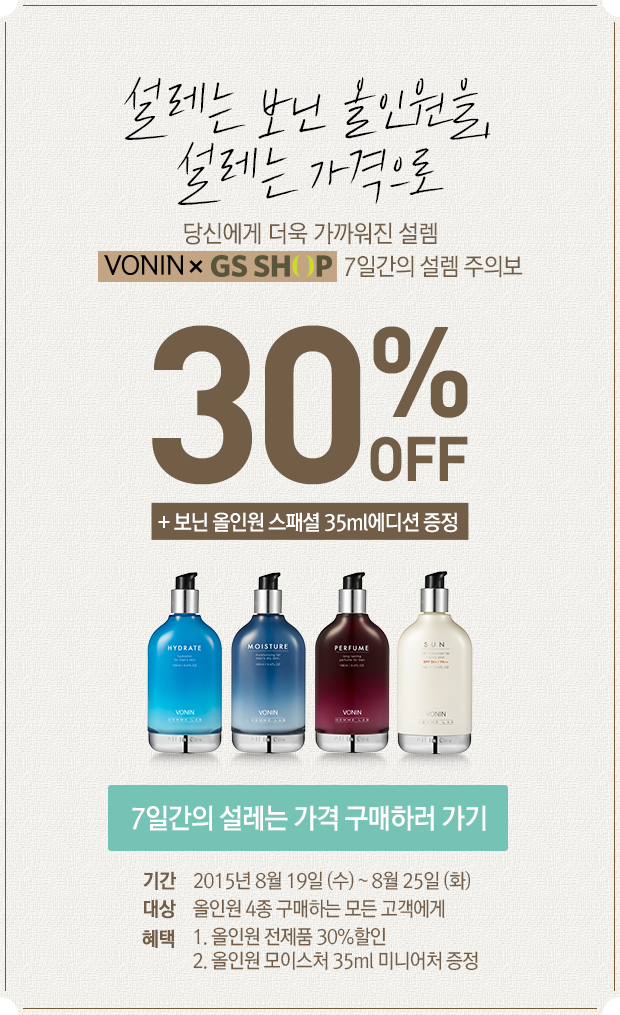 설레는 보닌 올인원을,
설레는 가격으로
당신에게 더욱 가까워진 설렘
VONIN × GS SHOP 7일간의 설렘 주의보
30%
OFF
+ 보닌 올인원 스패셜 35ml에디션 증정
HYDRATE
MOISTURE
PERFUME
SUN
VONIN
VONIN
VONIN
VONIN
7일간의 설레는 가격 구매하러 가기
기간 2015년 8월 19일 (수) ~ 8월 25일 (화)
대상 올인원 4종 구매하는 모든 고객에게
혜택 1. 올인원 전제품 30%할인
2. 올인원 모이스처 35ml 미니어처 증정